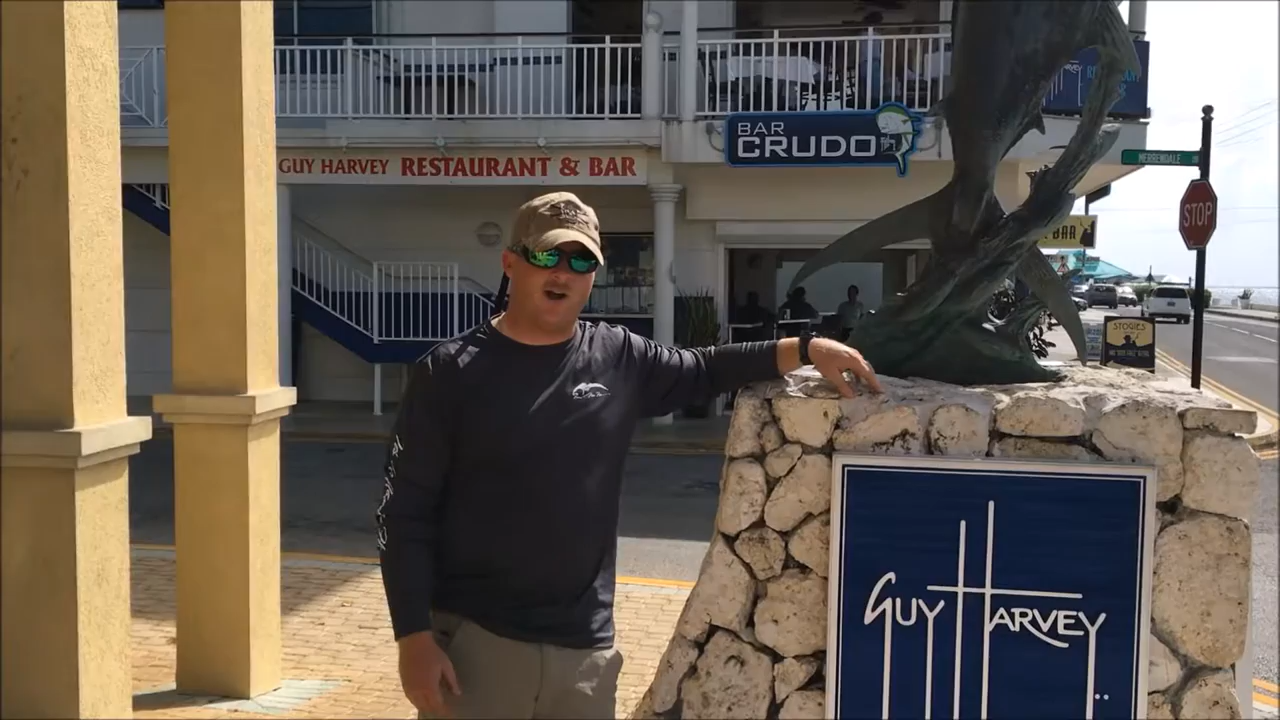 GUY HARVEY RESTAURANT & BAR
BAR
CRUDO
MERRENDALE
STOP
BAR
STOGIES
GUY HARVEY